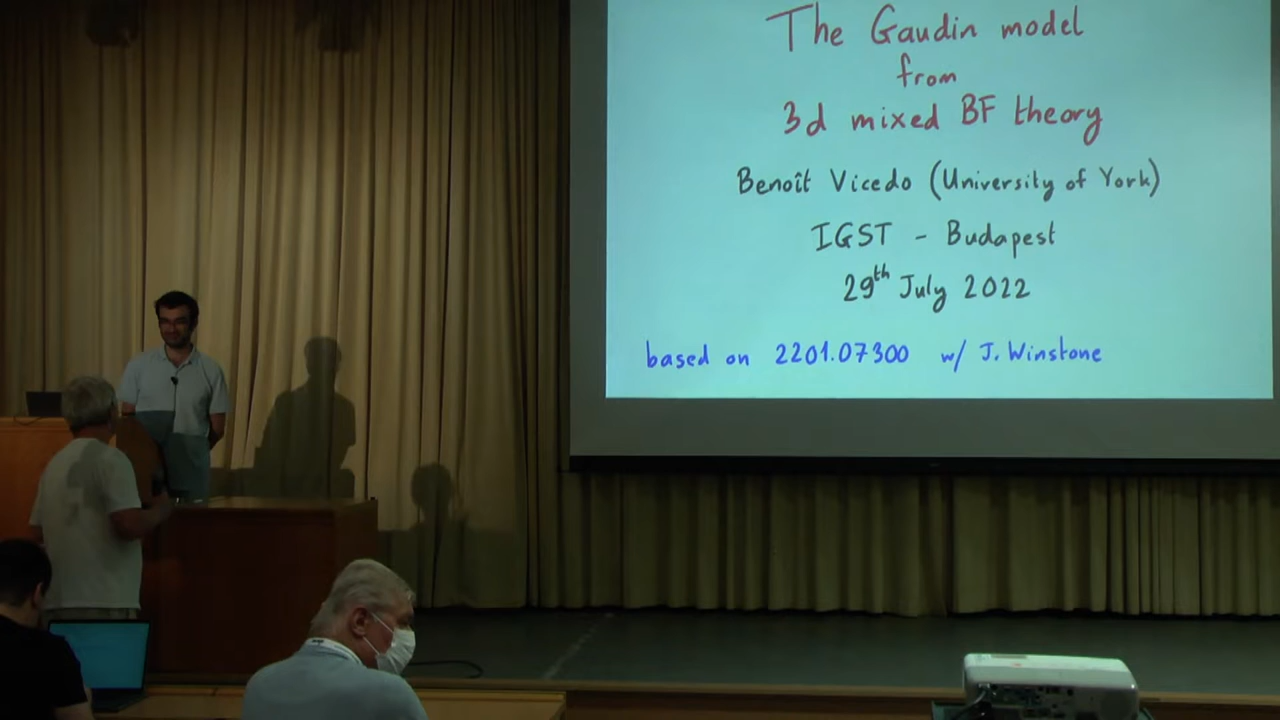 The Gaudin model
from
3d mixed BF theory
Benoît Vicedo (University of York)
IGST - Budapest
29th July 2022
based on 2201.07300 w/ J. Winstone